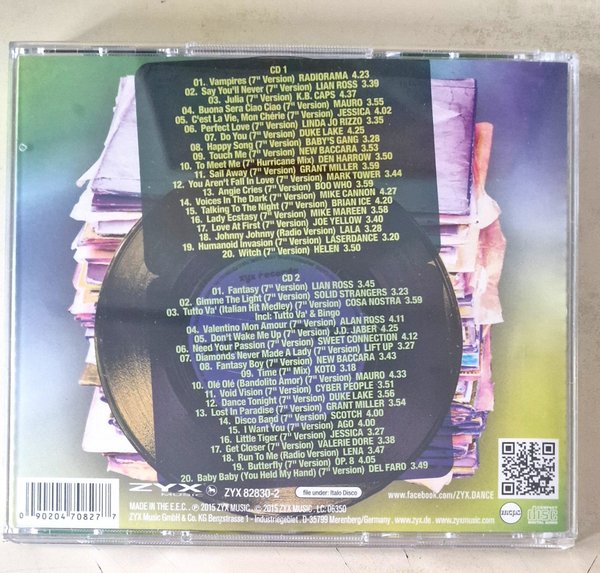 CD 1
01. Vampires (7" Version) RADIORAMA 4.23
02. Say You'll Never (7" Version) LIAN ROSS 3.39
03. Julia (7" Version) K.B. CAPS 4.37
04. Buona Sera Ciao Ciao (7" Version) MAURO 3.55
05. C'est La Vie, Mon Chérie (7" Version) JESSICA 4.02
06. Perfect Love (7" Version) LINDA JO RIZZO 3.35
07. Do You (7" Version) DUKE LAKE 4.25
08. Happy Song (7" Version) BABY'S GANG 3.28
09. Touch Me (7" Version) NEW BACCARA 3.53
10. To Meet Me (7" Hurricane Mix) DEN HARROW 3.50
11. Sail Away (7" Version) GRANT MILLER 3.59
12. You Aren't Fall In Love (7" Version) MARK TOWER 3.44
13. Angie Cries (7" Version) BOO WHO 3.59
14. Voices In The Dark (7" Version) MIKE CANNON 4.27
15. Talking To The Night (7" Version) BRIAN ICE 4.20
16. Lady Ecstasy (7" Version) MIKE MAREEN 3.58
17. Love At First (7" Version) JOE YELLOW 3.40
18. Johnny Johnny (Radio Version) LALA 3.28
19. Humanoid Invasion (7" Version) LASERDANCE 3.20
20. Witch (7" Version) HELEN 3.50
CD 2
01. Fantasy (7" Version) LIAN ROSS 3.45
02. Gimme The Light (7" Version) SOLID STRANGERS 3.23
03. Tutto Va' (Italian Hit Medley) (7" Version) COSA NOSTRA 3.59
Incl: Tutto Va' & Bingo
04. Valentino Mon Amour (7" Version) ALAN ROSS 4.11
05. Don't Wake Me Up (7" Version) J.D. JABER 4.25
06. Need Your Passion (7" Version) SWEET CONNECTION 4.12
07. Diamonds Never Made A Lady (7" Version) LIFT UP 3.27
08. Fantasy Boy (7" Version) NEW BACCARA 3.43
09. Time (7" Mix) KOTO 3.18
10. Olé Olé (Bandolito Amor) (7" Version) MAURO 4.33
11. Void Vision (7" Version) CYBER PEOPLE 3.51
12. Dance Tonight (7" Version) DUKE LAKE 3.56
13. Lost In Paradise (7" Version) GRANT MILLER 3.54
14. Disco Band (7" Version) SCOTCH 4.00
15. I Want You (7" Version) AGO 4.00
16. Little Tiger (7" Version) JESSICA 3.27
17. Get Closer (7" Version) VALERIE DORE 3.38
18. Run To Me (Radio Version) LENA 3.47
19. Butterfly (7" Version) OP. 8 4.05
20. Baby Baby (You Held My Hand) (7" Version) DEL FARO 3.49
ZYX MUSIC ZYX 82830-2 file under: Italo Disco www.facebook.com/ZYX.DANCE
MADE IN THE E.E.C., ℗ 2015 ZYX MUSIC, © 2015 ZYX MUSIC, LC: 06350
ZYX Music GmbH & Co. KG Benzstrasse 1 - Industriegebiet, D-35799 Merenberg/Germany, www.zyx.de, www.zyxmusic.com
0 90204 70827 7
mcps
COMPACT disc DIGITAL AUDIO